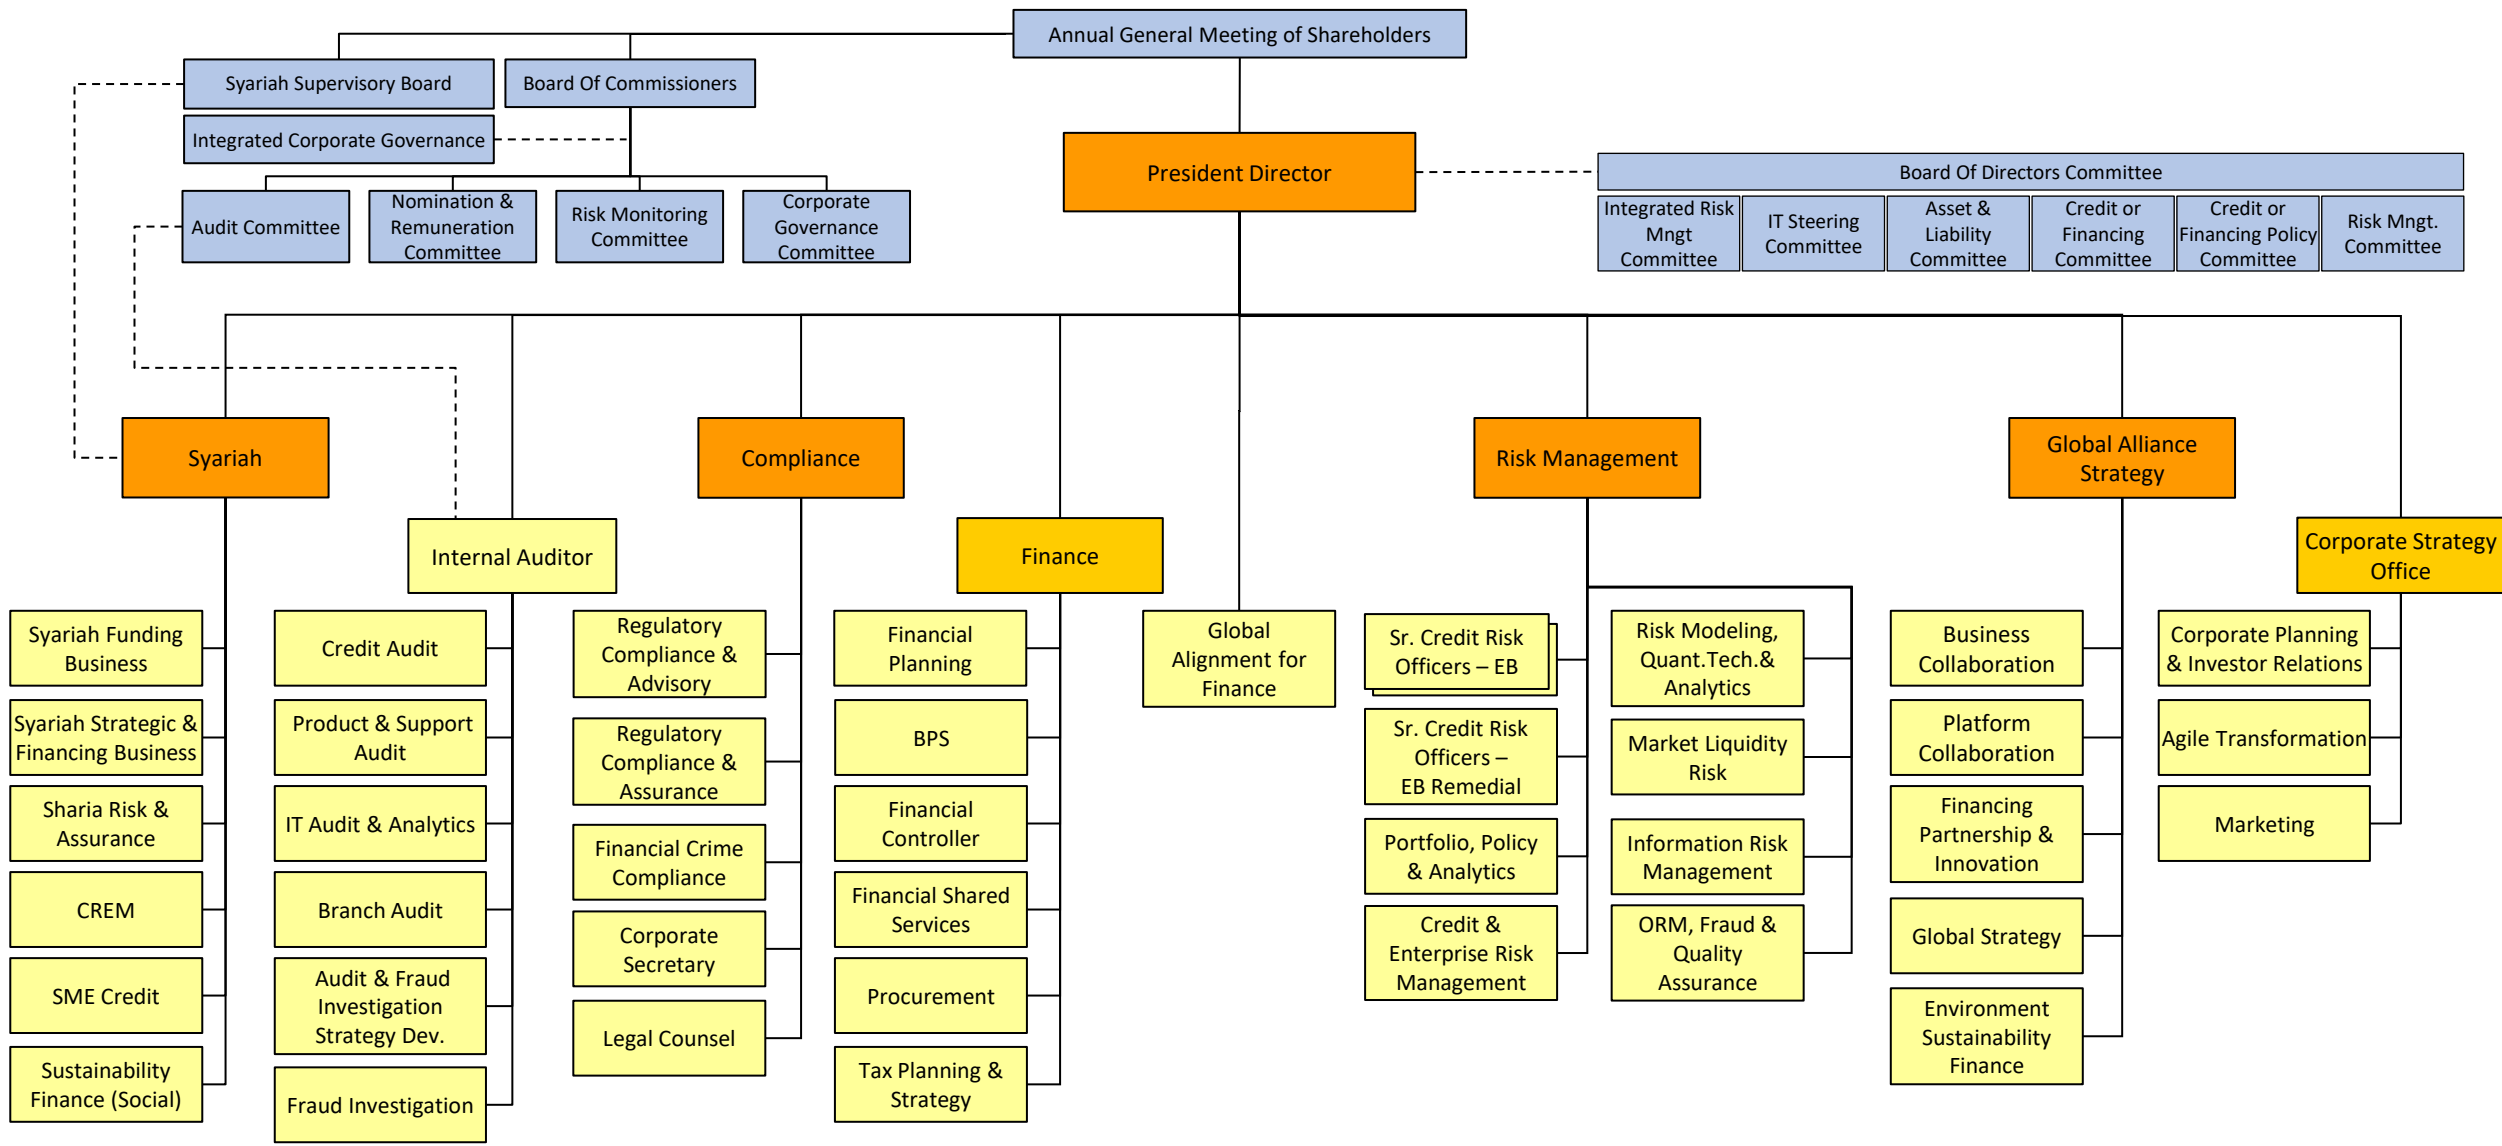 Annual General Meeting of Shareholders
Syariah Supervisory Board
Board Of Commissioners
Integrated Corporate Governance
President Director
Board Of Directors Committee
Audit Committee
Nomination &
Remuneration
Committee
Risk Monitoring
Committee
Corporate
Governance
Committee
Integrated Risk
Mngt
Committee
IT Steering
Committee
Asset &
Liability
Committee
Credit or
Financing
Committee
Credit or
Financing Policy
Committee
Risk Mngt.
Committee
Syariah
Compliance
Risk Management
Global Alliance
Strategy
Internal Auditor
Finance
Corporate Strategy
Office
Syariah Funding
Business
Syariah Strategic &
Financing Business
Sharia Risk &
Assurance
CREM
SME Credit
Sustainability
Finance (Social)
Credit Audit
Product & Support
Audit
IT Audit & Analytics
Branch Audit
Audit & Fraud
Investigation
Strategy Dev.
Fraud Investigation
Regulatory
Compliance &
Advisory
Regulatory
Compliance &
Assurance
Financial Crime
Compliance
Corporate
Secretary
Legal Counsel
Financial
Planning
BPS
Financial
Controller
Financial Shared
Services
Procurement
Tax Planning &
Strategy
Global
Alignment for
Finance
Sr. Credit Risk
Officers – EB
Sr. Credit Risk
Officers –
EB Remedial
Portfolio, Policy
& Analytics
Credit &
Enterprise Risk
Management
Risk Modeling,
Quant.Tech.&
Analytics
Market Liquidity
Risk
Information Risk
Management
ORM, Fraud &
Quality
Assurance
Business
Collaboration
Platform
Collaboration
Financing
Partnership &
Innovation
Global Strategy
Environment
Sustainability
Finance
Corporate Planning
& Investor Relations
Agile Transformation
Marketing